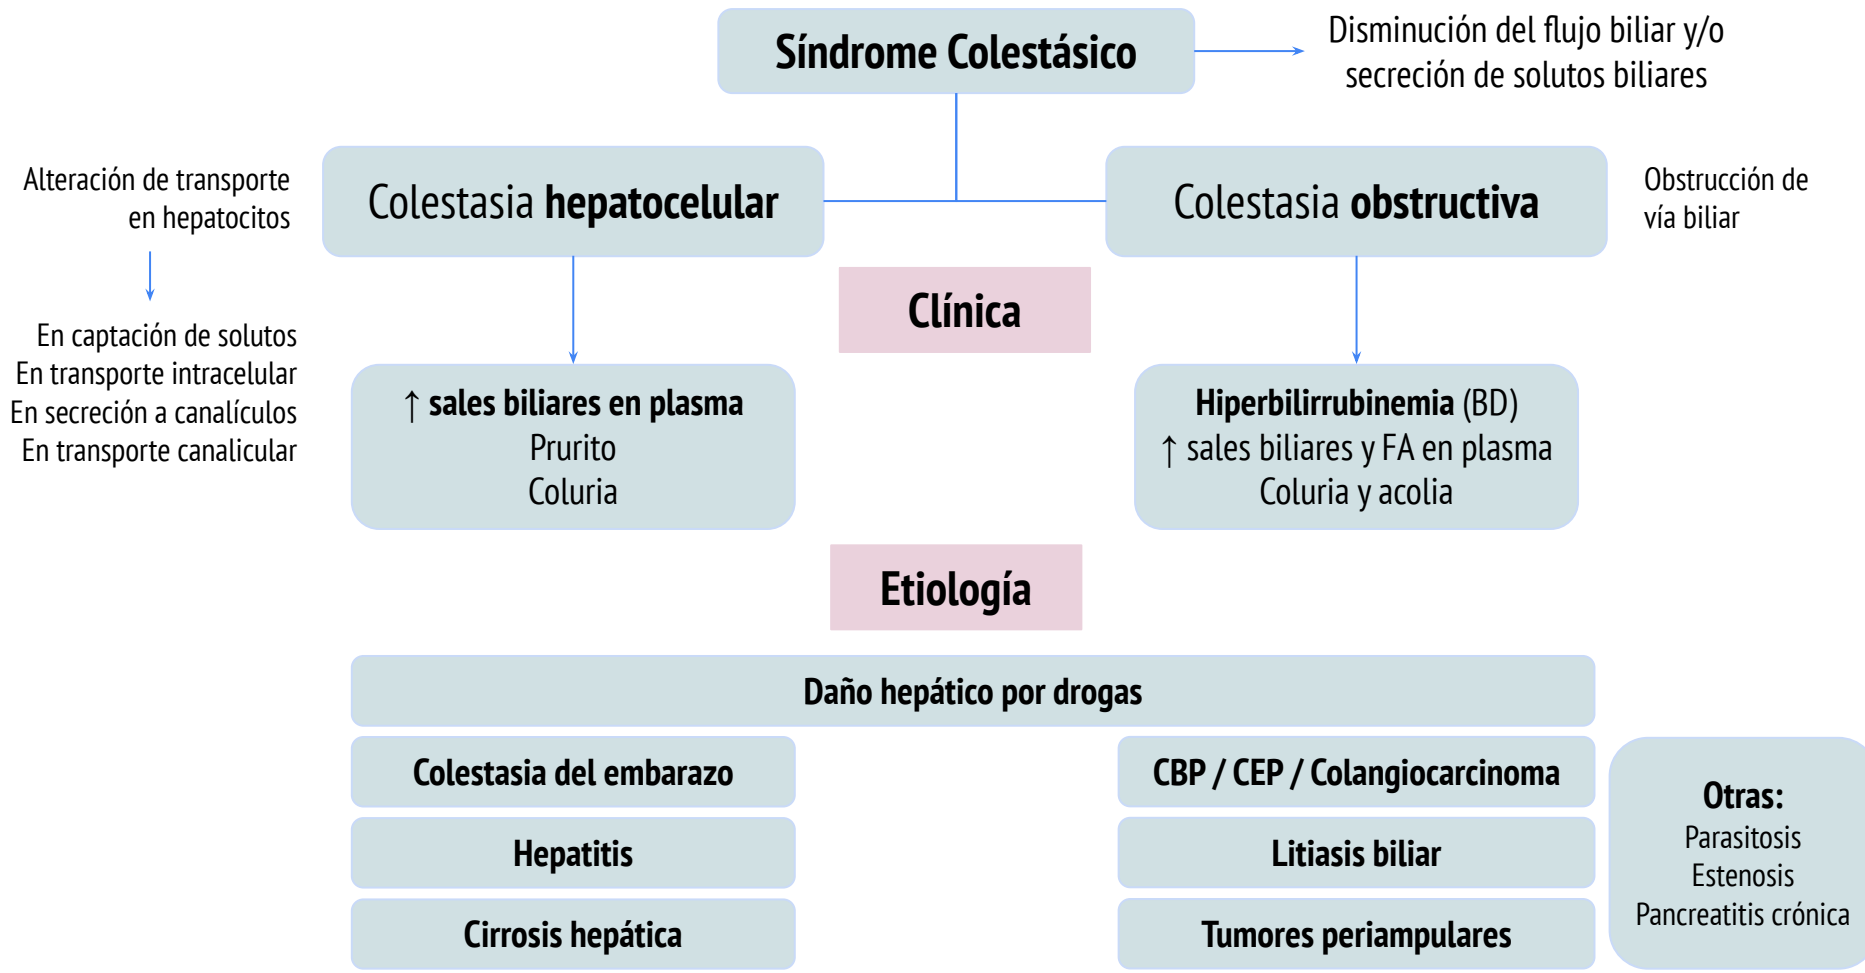 Síndrome Colestásico
Disminución del flujo biliar y/o
secreción de solutos biliares
Alteración de transporte
en hepatocitos
Colestasia hepatocelular
Colestasia obstructiva
Obstrucción de
vía biliar
Clínica
En captación de solutos
En transporte intracelular
En secreción a canalículos
En transporte canalicular
↑ sales biliares en plasma
Prurito
Coluria
Hiperbilirrubinemia (BD)
↑ sales biliares y FA en plasma
Coluria y acolia
Etiología
Daño hepático por drogas
Colestasia del embarazo
Hepatitis
Cirrosis hepática
CBP / CEP / Colangiocarcinoma
Litiasis biliar
Tumores periampulares
Otras:
Parasitosis
Estenosis
Pancreatitis crónica